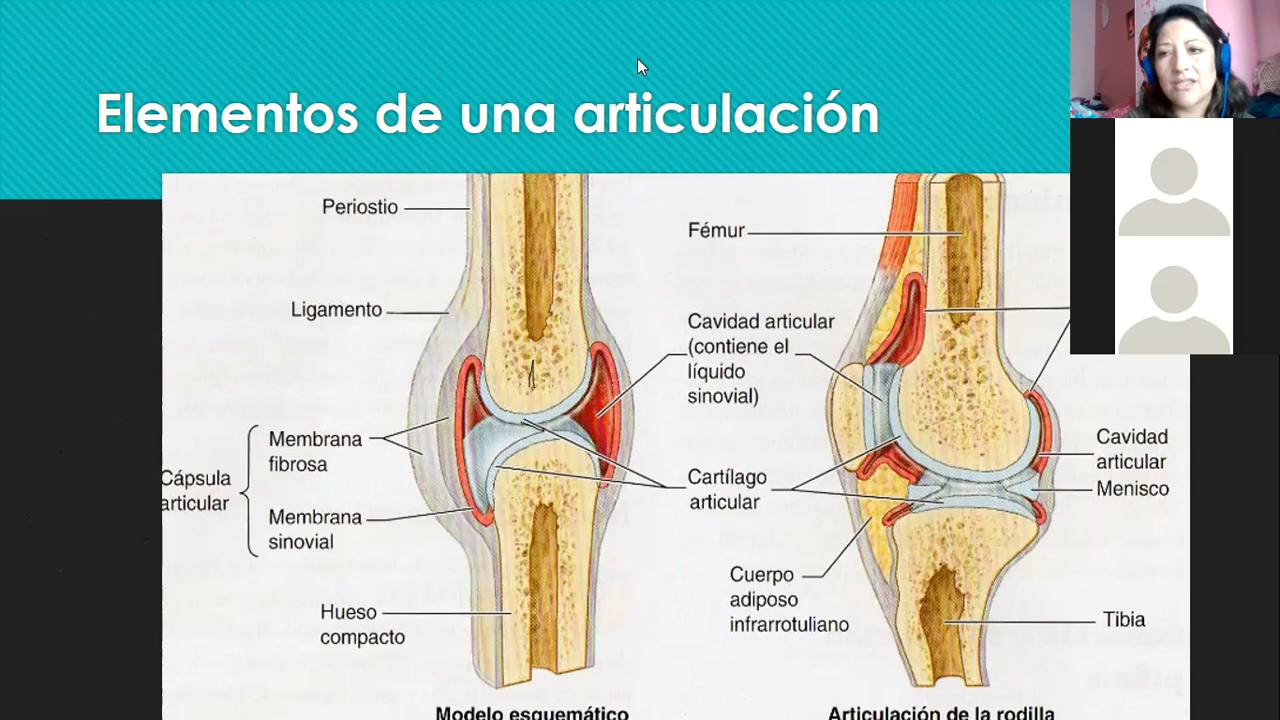 Elementos de una articulación
Periostio
Ligamento
Cápsula
articular
Membrana
fibrosa
Membrana
sinovial
Hueso
compacto
Modelo esquemático
Fémur
Cavidad articular
(contiene el
líquido
sinovial)
Cartílago
articular
Cuerpo
adiposo
infrarrotuliano
Cavidad
articular
Menisco
Tibia
Articulación de la rodilla